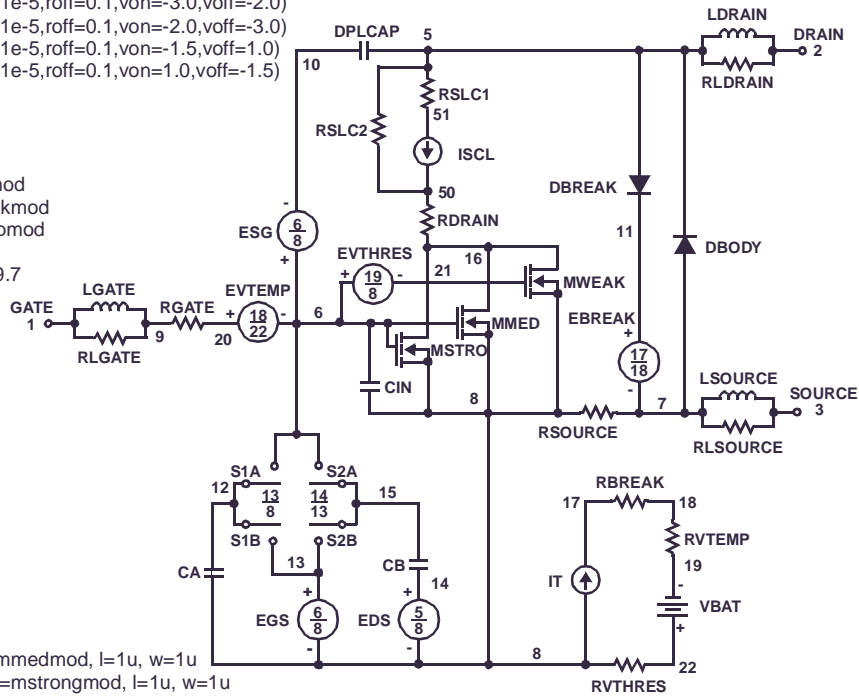 1e-5,roff=0.1,von=-3.0,voff=-2.0)
1e-5,roff=0.1,von=-2.0,voff=-3.0)
1e-5,roff=0.1,von=-1.5,voff=1.0)
1e-5,roff=0.1,von=1.0,voff=-1.5)
LDRAIN
DPLCAP
5
DRAIN
2
10
RLDRAIN
RSLC1
51
RSLC2
ISCL
50
DBREAK
RDRAIN
ESG
6
8
-
+
11
DBODY
EVTHRES
16
21
+
19
8
-
MWEAK
LGATE
GATE
1
RGATE
EVTEMP
+
18
22
-
6
MMED
EBREAK
+
17
18
-
9
20
RLGATE
MSTRO
CIN
8
LSOURCE
7
SOURCE
3
RSOURCE
RLSOURCE
S1A
S2A
12
13
8
14
13
15
S1B
S2B
13
CA
CB
14
+
+
EGS
6
8
EDS
5
8
-
-
RBREAK
17
18
RVTEMP
19
IT
-
VBAT
+
8
22
RVTHRES
od
kmod
omod
9.7
mmedmod, l=1u, w=1u
=mstrongmod, l=1u, w=1u